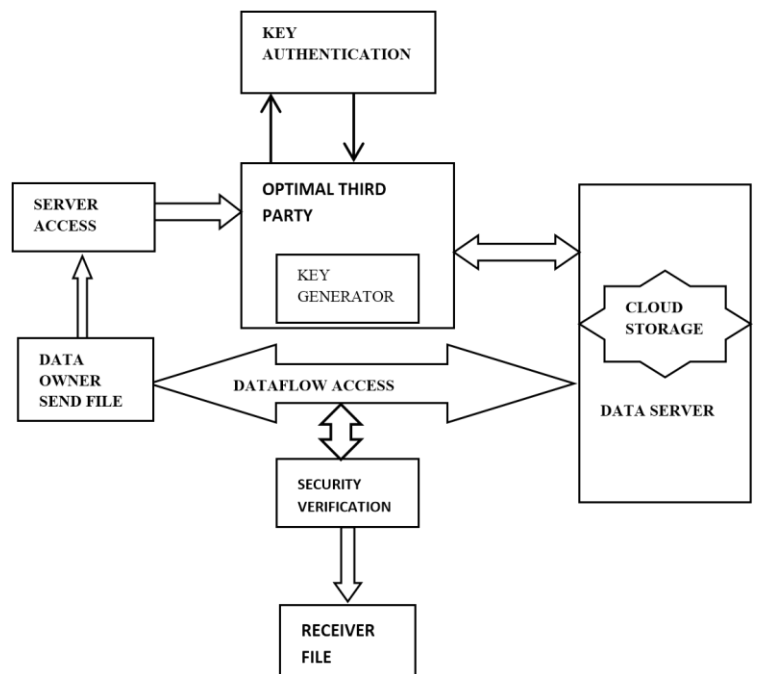 KEY
AUTHENTICATION
OPTIMAL THIRD
PARTY
SERVER
ACCESS
KEY
GENERATOR
CLOUD
STORAGE
DATA
OWNER
SEND FILE
DATAFLOW ACCESS
DATA SERVER
SECURITY
VERIFICATION
RECEIVER
FILE